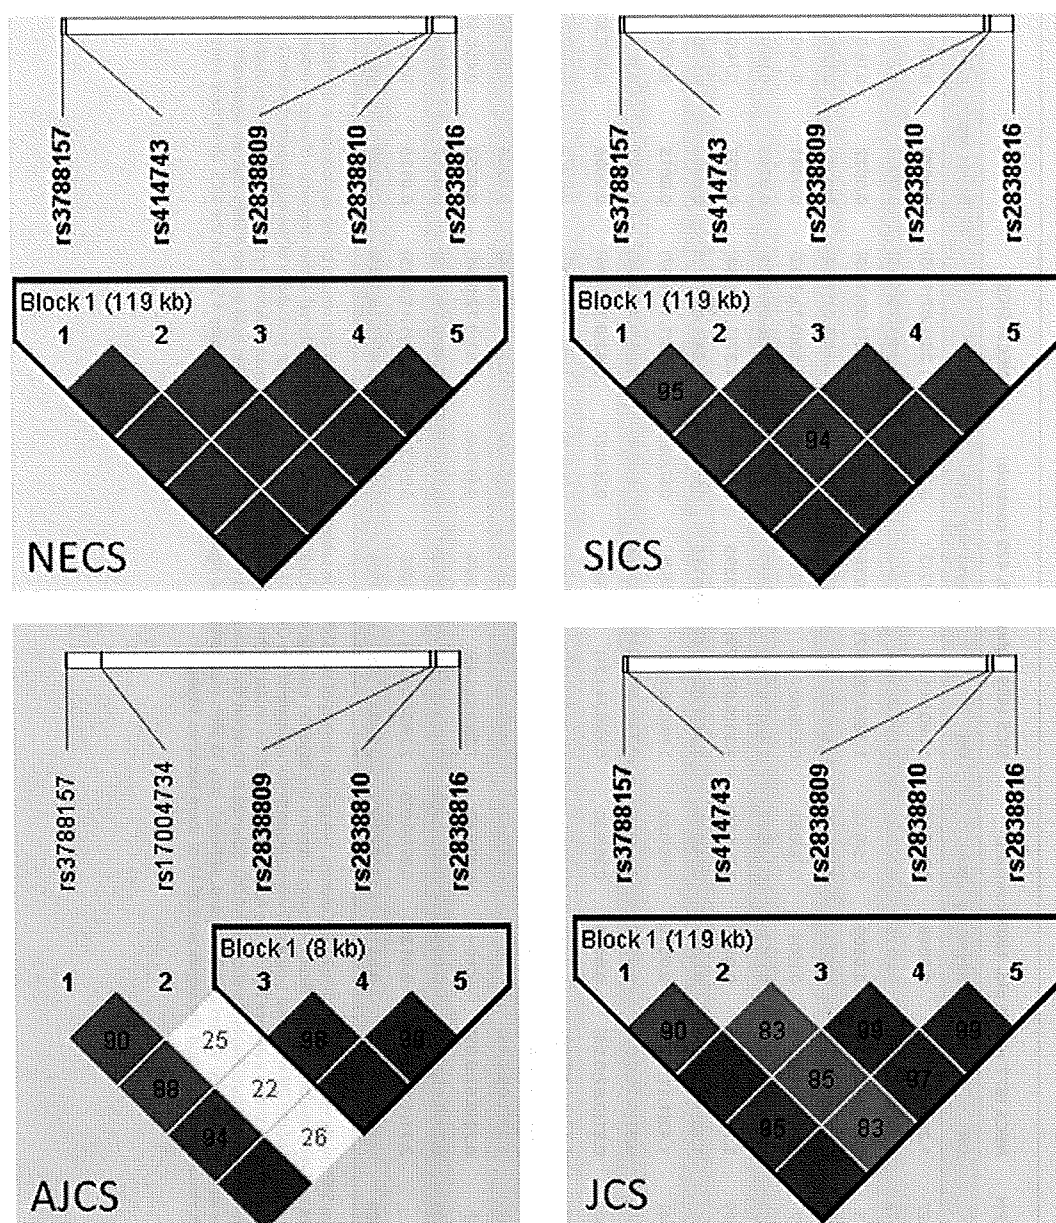 rs3788157
rs414743
rs2838809
rs2838810
rs2838816
Block 1 (119 kb)
1 2 3 4 5
NECS
rs3788157
rs414743
rs2838809
rs2838810
rs2838816
Block 1 (119 kb)
1 2 3 4 5
95
94
SICS
rs3788157
rs17004734
rs2838809
rs2838810
rs2838816
Block 1 (8 kb)
1 2 3 4 5
90 25 98
22
94 26
AJCS
rs3788157
rs414743
rs2838809
rs2838810
rs2838816
Block 1 (119 kb)
1 2 3 4 5
90 83 99 99
85 97
83
JCS